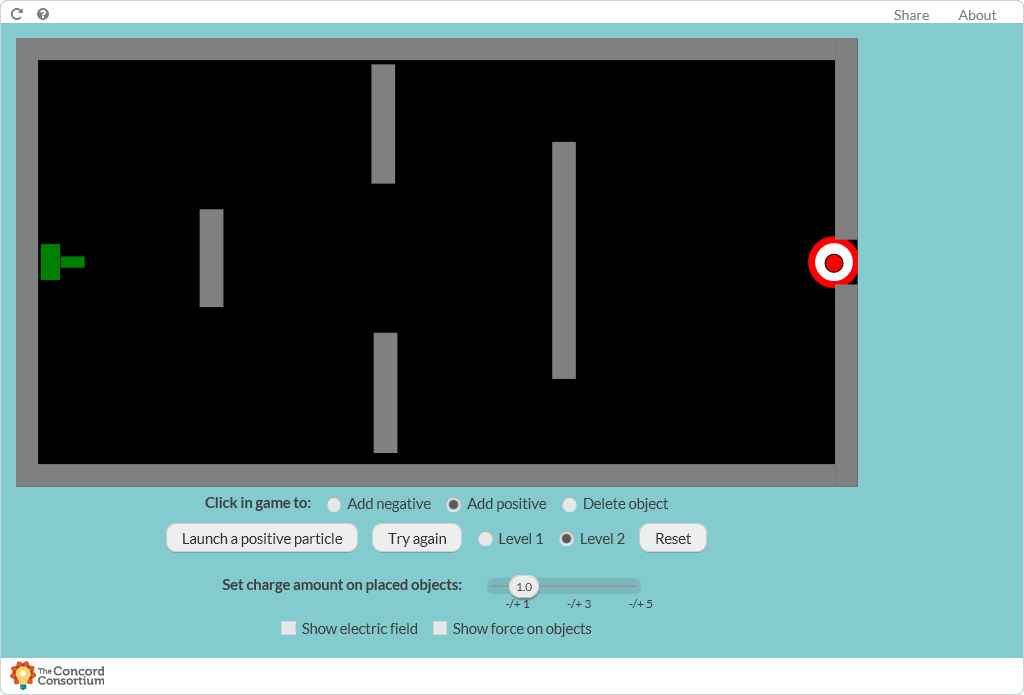 Share About
Click in game to: Add negative Add positive Delete object
Launch a positive particle Try again Level 1 Level 2 Reset
Set charge amount on placed objects: 1.0
-/+ 1 -/+ 3 -/+ 5
Show electric field Show force on objects
The Concord
Consortium